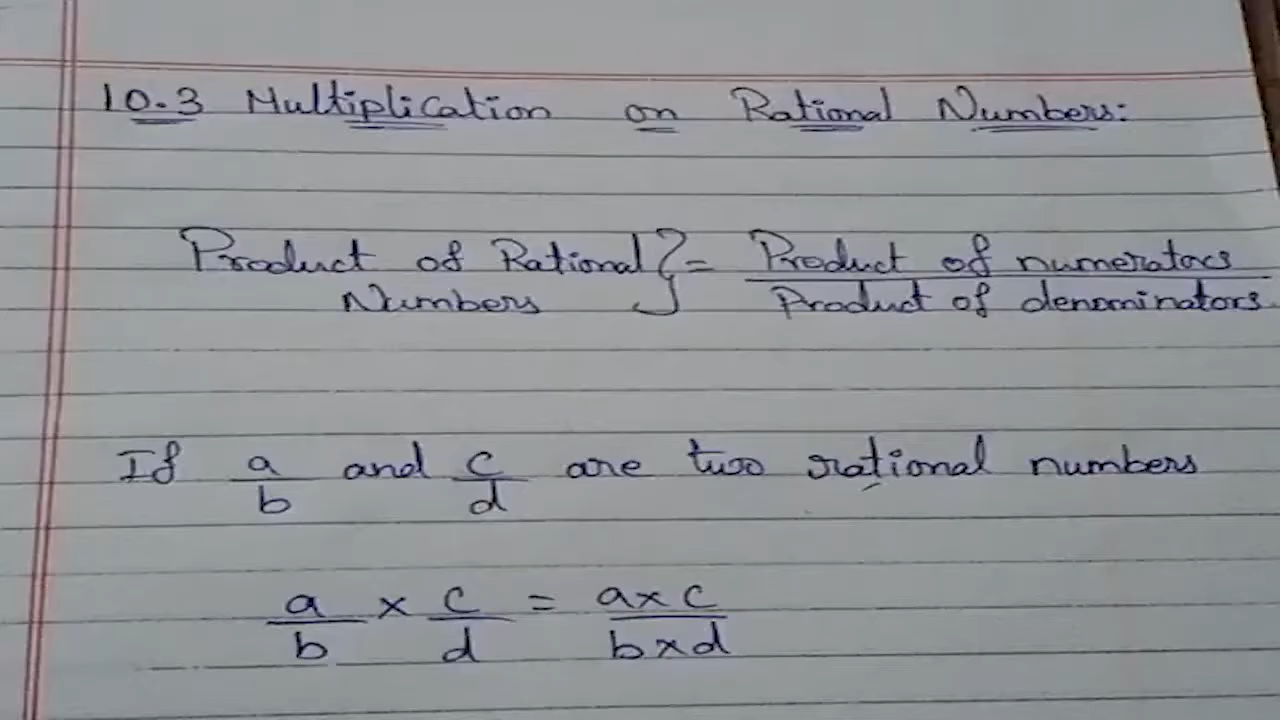 10.3 Multiplication on Rational Numbers:
Product of Rational Numbers } = Product of numerators / Product of denominators
If a/b and c/d are two rational numbers
a/b × c/d = a×c / b×d